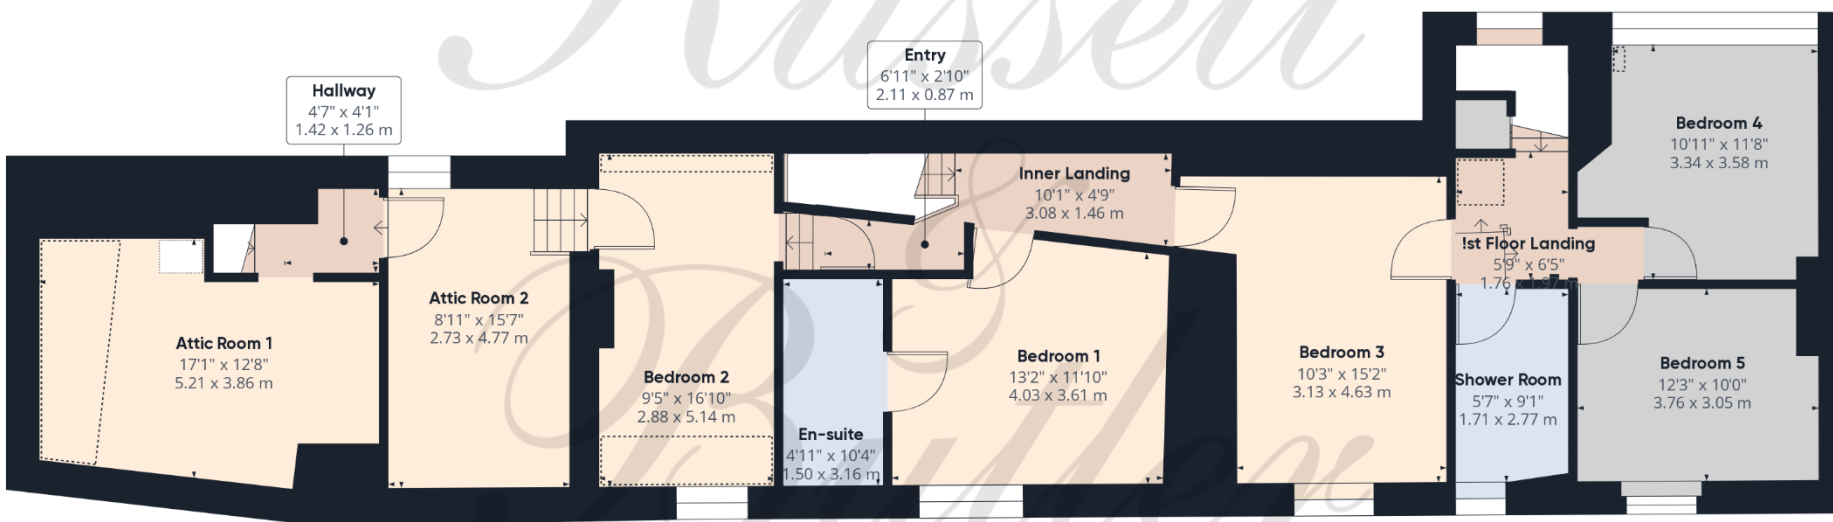 Russell
&
Butler
Hallway
4'7" x 4'1"
1.42 x 1.26 m
Entry
6'11" x 2'10"
2.11 x 0.87 m
Attic Room 1
17'1" x 12'8"
5.21 x 3.86 m
Attic Room 2
8'11" x 15'7"
2.73 x 4.77 m
Bedroom 2
9'5" x 16'10"
2.88 x 5.14 m
En-suite
4'11" x 10'4"
1.50 x 3.16 m
Inner Landing
10'1" x 4'9"
3.08 x 1.46 m
Bedroom 1
13'2" x 11'10"
4.03 x 3.61 m
Bedroom 3
10'3" x 15'2"
3.13 x 4.63 m
!st Floor Landing
5'9" x 6'5"
1.76 x 1.97 m
Shower Room
5'7" x 9'1"
1.71 x 2.77 m
Bedroom 4
10'11" x 11'8"
3.34 x 3.58 m
Bedroom 5
12'3" x 10'0"
3.76 x 3.05 m